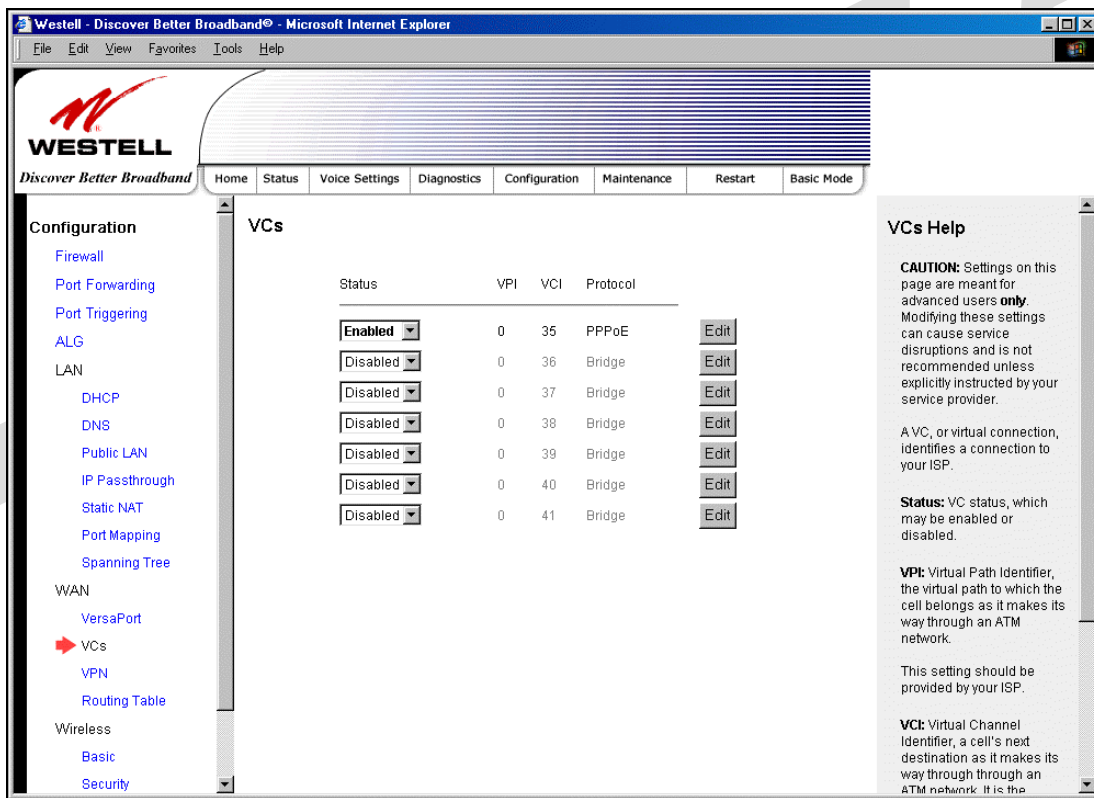 Westell - Discover Better Broadband® - Microsoft Internet Explorer
File Edit View Favorites Tools Help
WESTELL
Discover Better Broadband
Home Status Voice Settings Diagnostics Configuration Maintenance Restart Basic Mode
Configuration
Firewall
Port Forwarding
Port Triggering
ALG
LAN
DHCP
DNS
Public LAN
IP Passthrough
Static NAT
Port Mapping
Spanning Tree
WAN
VersaPort
VCs
VPN
Routing Table
Wireless
Basic
Security
VCs
Status VPI VCI Protocol
Enabled 0 35 PPPoE Edit
Disabled 0 36 Bridge Edit
Disabled 0 37 Bridge Edit
Disabled 0 38 Bridge Edit
Disabled 0 39 Bridge Edit
Disabled 0 40 Bridge Edit
Disabled 0 41 Bridge Edit
VCs Help
CAUTION: Settings on this
page are meant for
advanced users only.
Modifying these settings
can cause service
disruptions and is not
recommended unless
explicitly instructed by your
service provider.
A VC, or virtual connection,
identifies a connection to
your ISP.
Status: VC status, which
may be enabled or
disabled.
VPI: Virtual Path Identifier,
the virtual path to which the
cell belongs as it makes its
way through an ATM
network.
This setting should be
provided by your ISP.
VCI: Virtual Channel
Identifier, a cell's next
destination as it makes its
way through through an
ATM network. It is the